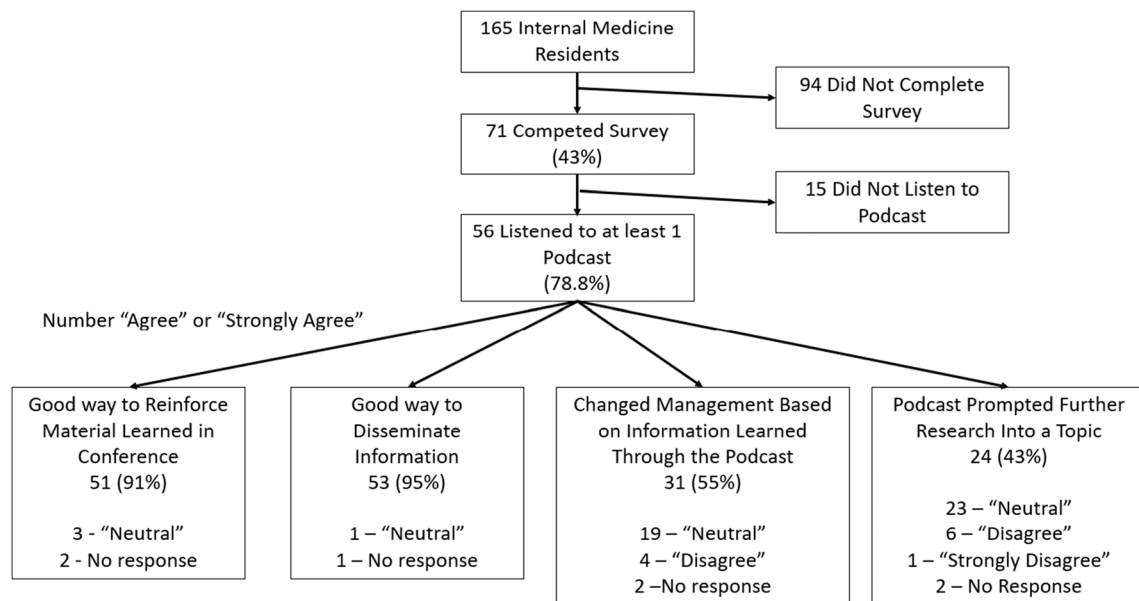 165 Internal Medicine
Residents
94 Did Not Complete
Survey
71 Competed Survey
(43%)
15 Did Not Listen to
Podcast
56 Listened to at least 1
Podcast
(78.8%)
Number “Agree” or “Strongly Agree”
Good way to Reinforce
Material Learned in
Conference
51 (91%)
3 - “Neutral”
2 - No response
Good way to
Disseminate
Information
53 (95%)
1 – “Neutral”
1 – No response
Changed Management Based
on Information Learned
Through the Podcast
31 (55%)
19 – “Neutral”
4 – “Disagree”
2 –No response
Podcast Prompted Further
Research Into a Topic
24 (43%)
23 – “Neutral”
6 – “Disagree”
1 – “Strongly Disagree”
2 – No Response